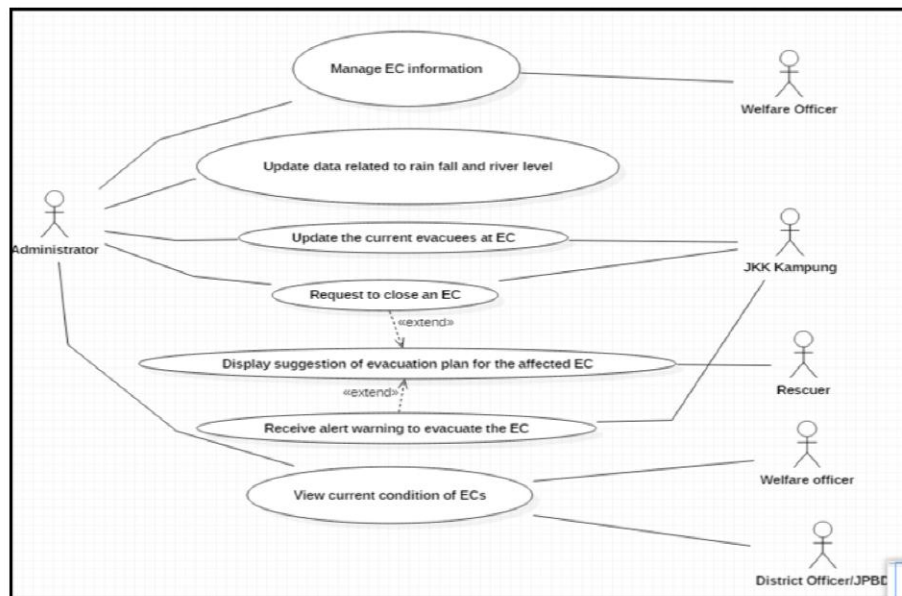 Manage EC information
Welfare Officer
Update data related to rain fall and river level
Administrator
Update the current evacuees at EC
JKK Kampung
Request to close an EC
«extend»
Display suggestion of evacuation plan for the affected EC
Rescuer
«extend»
Receive alert warning to evacuate the EC
Welfare officer
View current condition of ECs
District Officer/JPBD